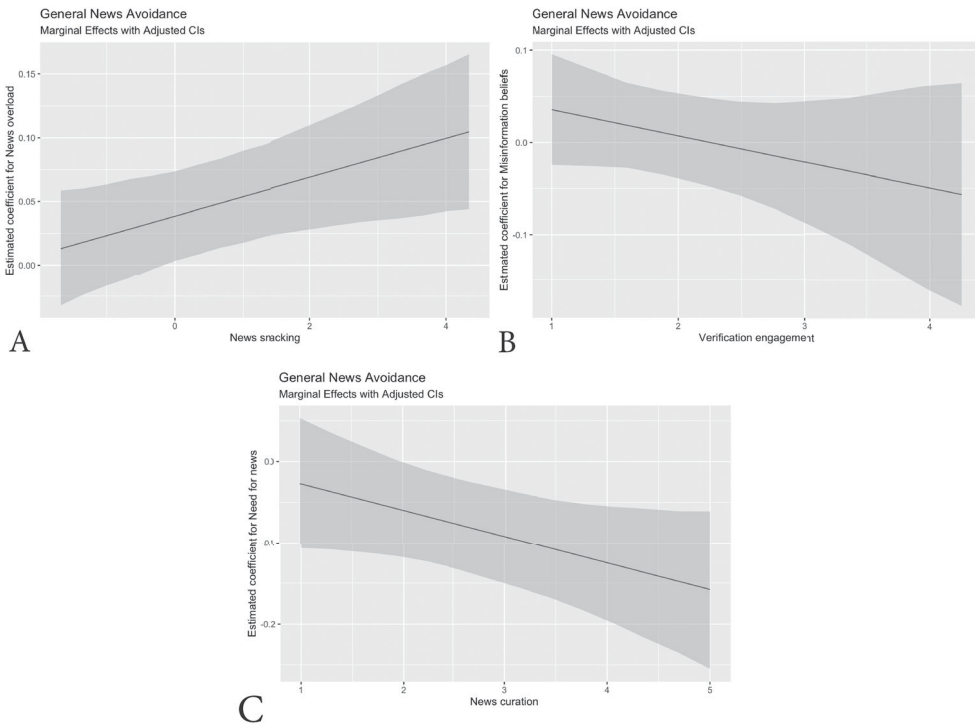 General News Avoidance
Marginal Effects with Adjusted CIs
Estimated coefficient for News overload
0.15
0.10
0.05
0.00
0
2
4
News snacking
A
General News Avoidance
Marginal Effects with Adjusted CIs
Estimated coefficient for Misinformation beliefs
0.1
0.0
-0.1
1
2
3
4
Verification engagement
B
General News Avoidance
Marginal Effects with Adjusted CIs
Estimated coefficient for Need for news
-0.2
1
2
3
4
5
News curation
C